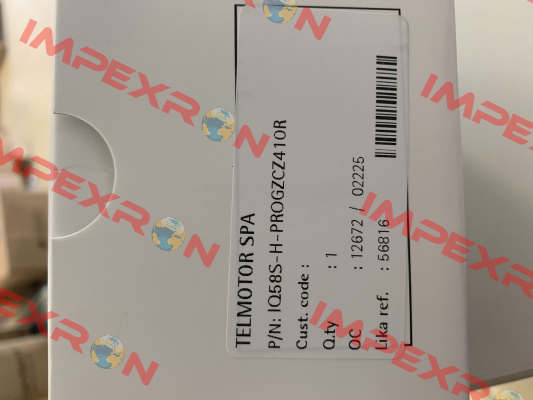 TELMOTOR SPA
P/N: IQ58S-H-PROGZCZ410R
Cust. code :
Q.ty : 1
OC : 12672 / 02225
Lika ref. : 56816
IMPEXRON
IMPEXRON
IMPEXRON
IMPEXRON
IMPEXRON
IMPEXRON